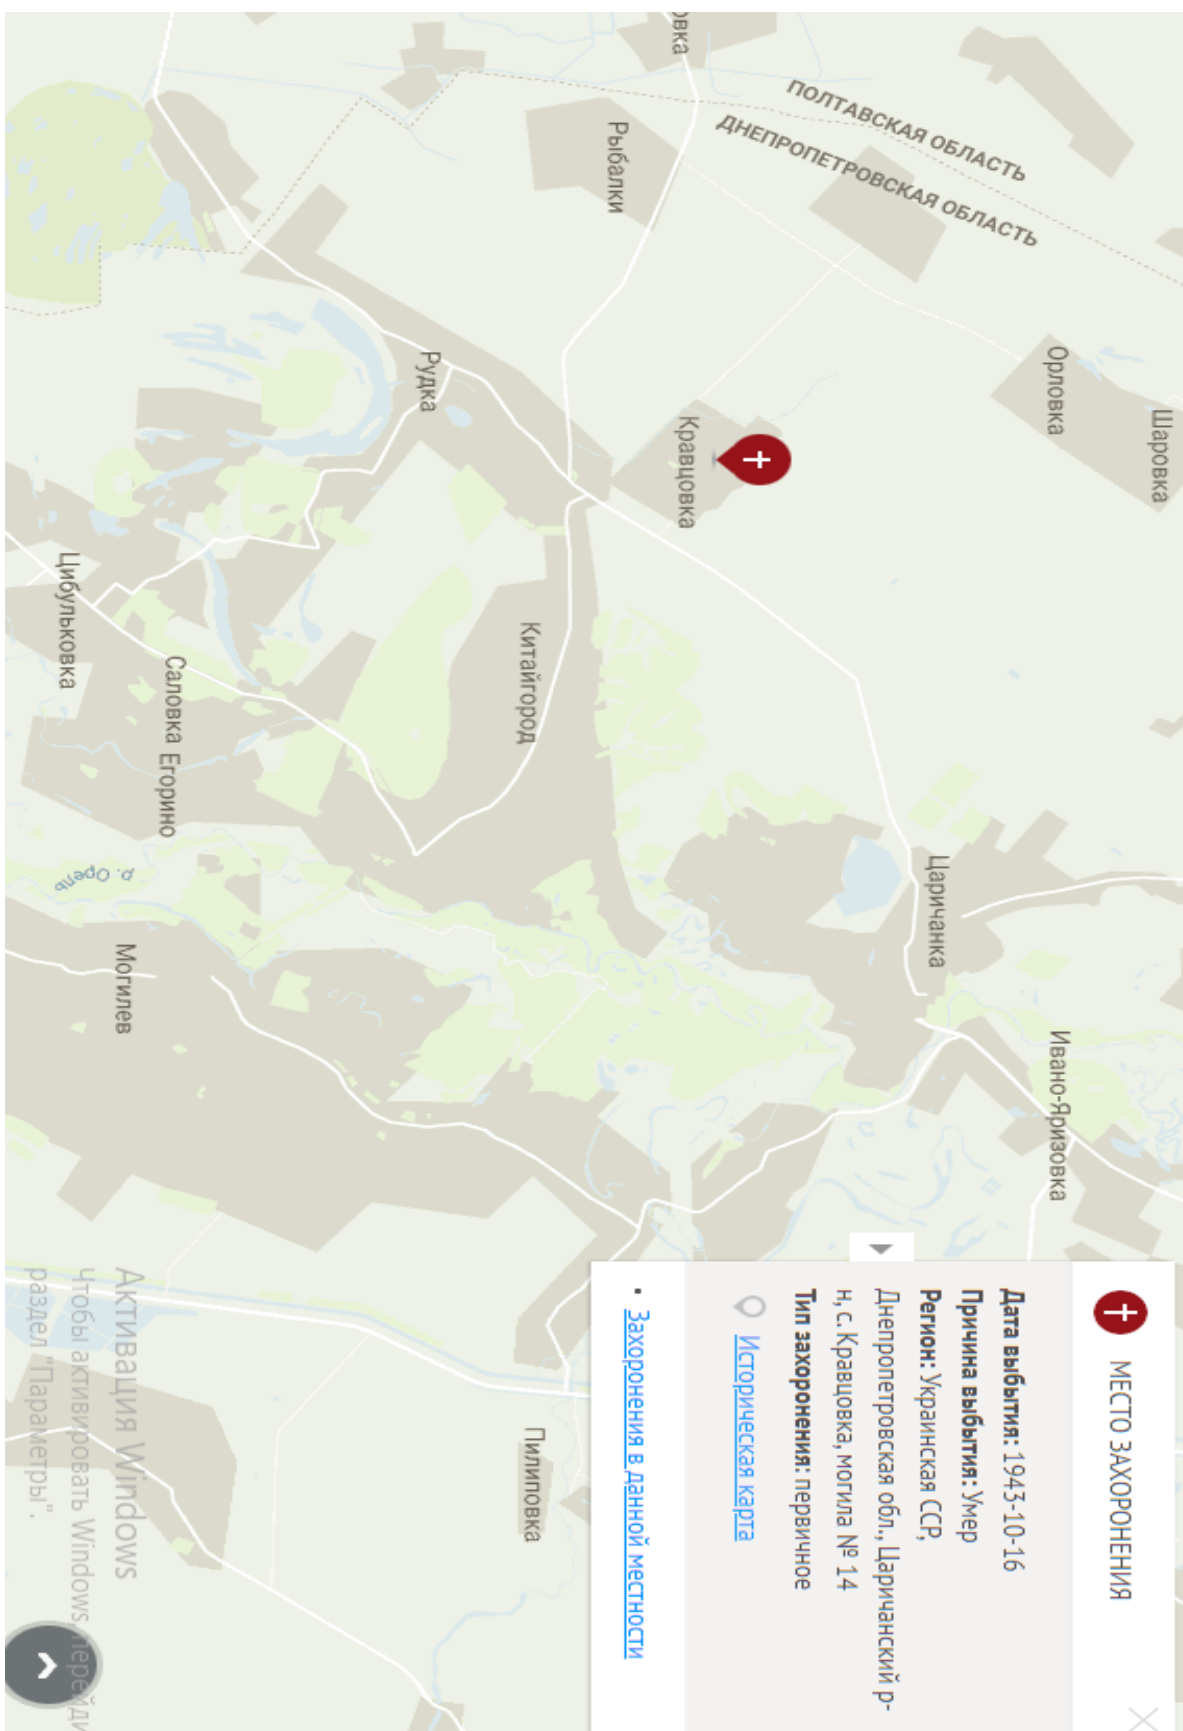 МЕСТО ЗАХОРОНЕНИЯ
Дата выбытия: 1943-10-16
Причина выбытия: Умер
Регион: Украинская ССР,
Днепропетровская обл., Царичанский р-
н, с. Кравцовка, могила № 14
Тип захоронения: первичное
Историческая карта
Захоронения в данной местности
Шаровка
Орловка
ПОЛТАВСКАЯ ОБЛАСТЬ
ДНЕПРОПЕТРОВСКАЯ ОБЛАСТЬ
овка
Рыбалки
Кравцовка
Рудка
Китайгород
Царичанка
Ивано-Яризовка
Цибульковка
Саловка
Егорино
р. Орель
Могилев
Пилиповка
Активация Windows
Чтобы активировать Windows, перейди
раздел "Параметры".